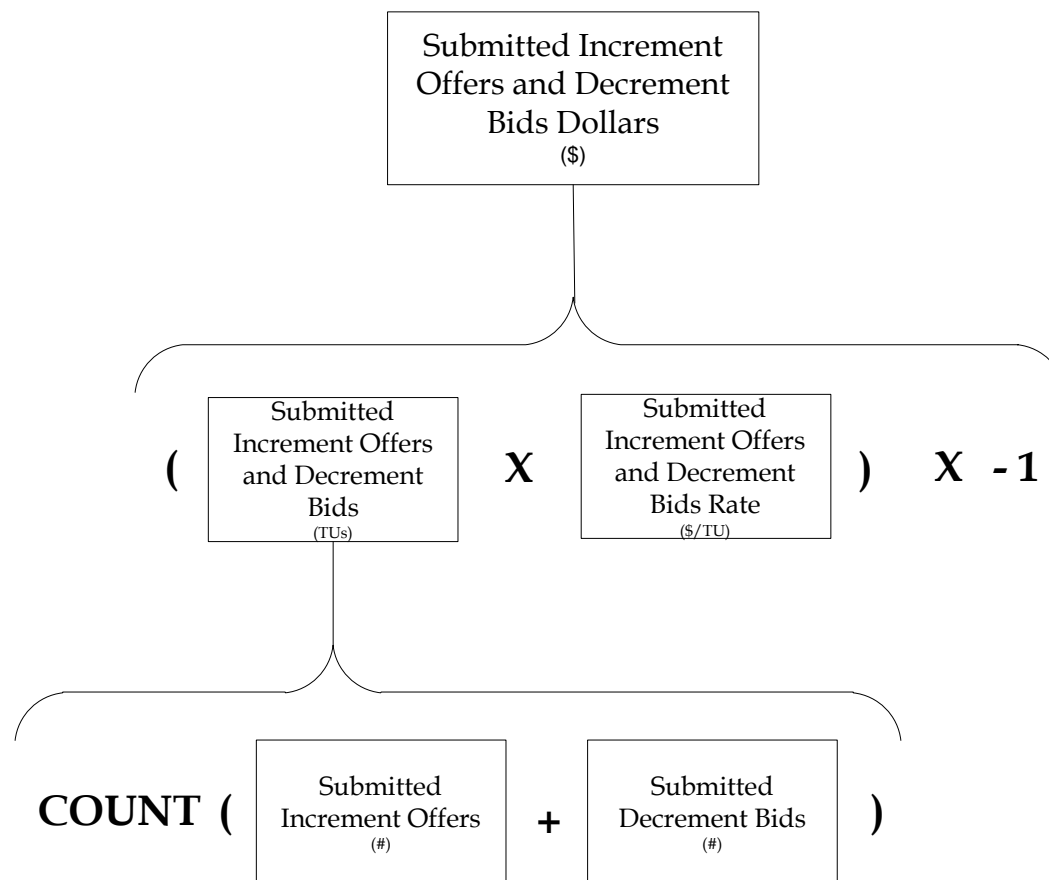 Submitted Increment
Offers and Decrement
Bids Dollars
($)
(
Submitted
Increment Offers
and Decrement
Bids
(TUs)
X
Submitted
Increment Offers
and Decrement
Bids Rate
($/TU)
)
X
- 1
COUNT (
Submitted
Increment Offers
(#)
+
Submitted
Decrement Bids
(#)
)